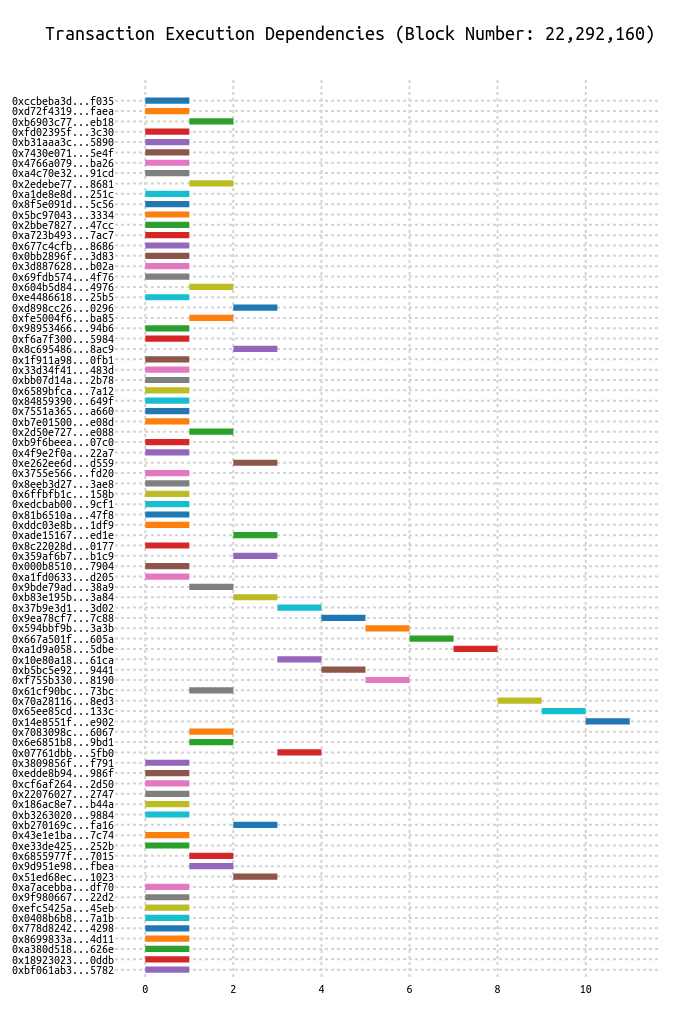 Transaction Execution Dependencies (Block Number: 22,292,160)
0xccbeba3d...f035
0xd72f4319...faea
0xb6903c77...eb18
0xfd02395f...3c30
0xb31aaa3c...5890
0x7430e071...5e4f
0x4766a079...ba26
0xa4c70e32...91cd
0x2edebe77...8681
0xa1de8e8d...251c
0x8f5e091d...5c56
0x5bc97043...3334
0x2bbe7827...47cc
0xa723b493...7ac7
0x677c4cfb...8686
0x0bb2896f...3d83
0x3d887628...b02a
0x69fdb574...4f76
0x604b5d84...4976
0xe4486618...25b5
0xd898cc26...0296
0xfe5004f6...ba85
0x98953466...94b6
0xf6a7f300...5984
0x8c695486...8ac9
0x1f911a98...0fb1
0x33d34f41...483d
0xbb07d14a...2b78
0x6589bfca...7a12
0x84859390...649f
0x7551a365...a660
0xb7e01500...e08d
0x2d50e727...e088
0xb9f6beea...07c0
0x4f9e2f0a...22a7
0xe262ee6d...d559
0x3755e566...fd20
0x8eeb3d27...3ae8
0x6ffbfb1c...158b
0xedcbab00...9cf1
0x81b6510a...47f8
0xddc03e8b...1df9
0xade15167...ed1e
0x8c22028d...0177
0x359af6b7...b1c9
0x000b8510...7904
0xa1fd0633...d205
0x9bde79ad...38a9
0xb83e195b...3a84
0x37b9e3d1...3d02
0x9ea78cf7...7c88
0x594bbf9b...3a3b
0x667a501f...605a
0xa1d9a058...5dbe
0x10e80a18...61ca
0xb5bc5e92...9441
0xf755b330...8190
0x61cf90bc...73bc
0x70a28116...8ed3
0x65ee85cd...133c
0x14e8551f...e902
0x7083098c...6067
0x6e6851b8...9bd1
0x07761dbb...5fb0
0x3809856f...f791
0xedde8b94...986f
0xcf6af264...2d50
0x22076027...2747
0x186ac8e7...b44a
0xb3263020...9884
0xb270169c...fa16
0x43e1e1ba...7c74
0xe33de425...252b
0x6855977f...7015
0x9d951e98...fbea
0x51ed68ec...1023
0xa7acebba...df70
0x9f980667...22d2
0xefc5425a...45eb
0x0408b6b8...7a1b
0x778d8242...4298
0x8699833a...4d11
0xa380d518...626e
0x18923023...0ddb
0xbf061ab3...5782
0 2 4 6 8 10